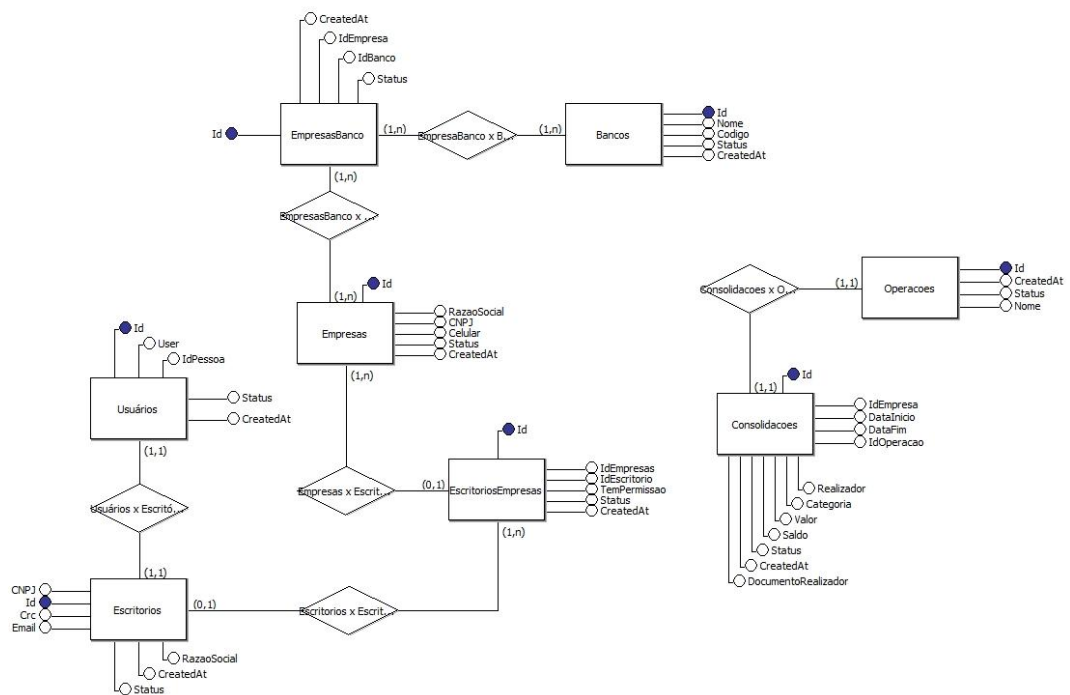 CreatedAt
IdEmpresa
IdBanco
Status
Id
EmpresasBanco
(1,n)
EmpresaBanco x B...
(1,n)
Bancos
Id
Nome
Codigo
Status
CreatedAt
(1,n)
EmpresasBanco x ...
(1,n)
Id
Empresas
RazaoSocial
CNPJ
Celular
Status
CreatedAt
(1,n)
Consolidacoes x O...
(1,1)
Operacoes
Id
CreatedAt
Status
Nome
(1,1)
Id
Consolidacoes
IdEmpresa
DataInicio
DataFim
IdOperacao
Realizador
Categoria
Valor
Saldo
Status
CreatedAt
DocumentoRealizador
Id
User
IdPessoa
Usuários
Status
CreatedAt
(1,1)
Usuários x Escritó...
(1,1)
Empresas x Escrit...
(0,1)
Id
EscritoriosEmpresas
IdEmpresas
IdEscritorio
TemPermissao
Status
CreatedAt
(1,n)
CNPJ
Id
Crc
Email
Escritorios
(0,1)
Escritorios x Escrit...
RazaoSocial
CreatedAt
Status